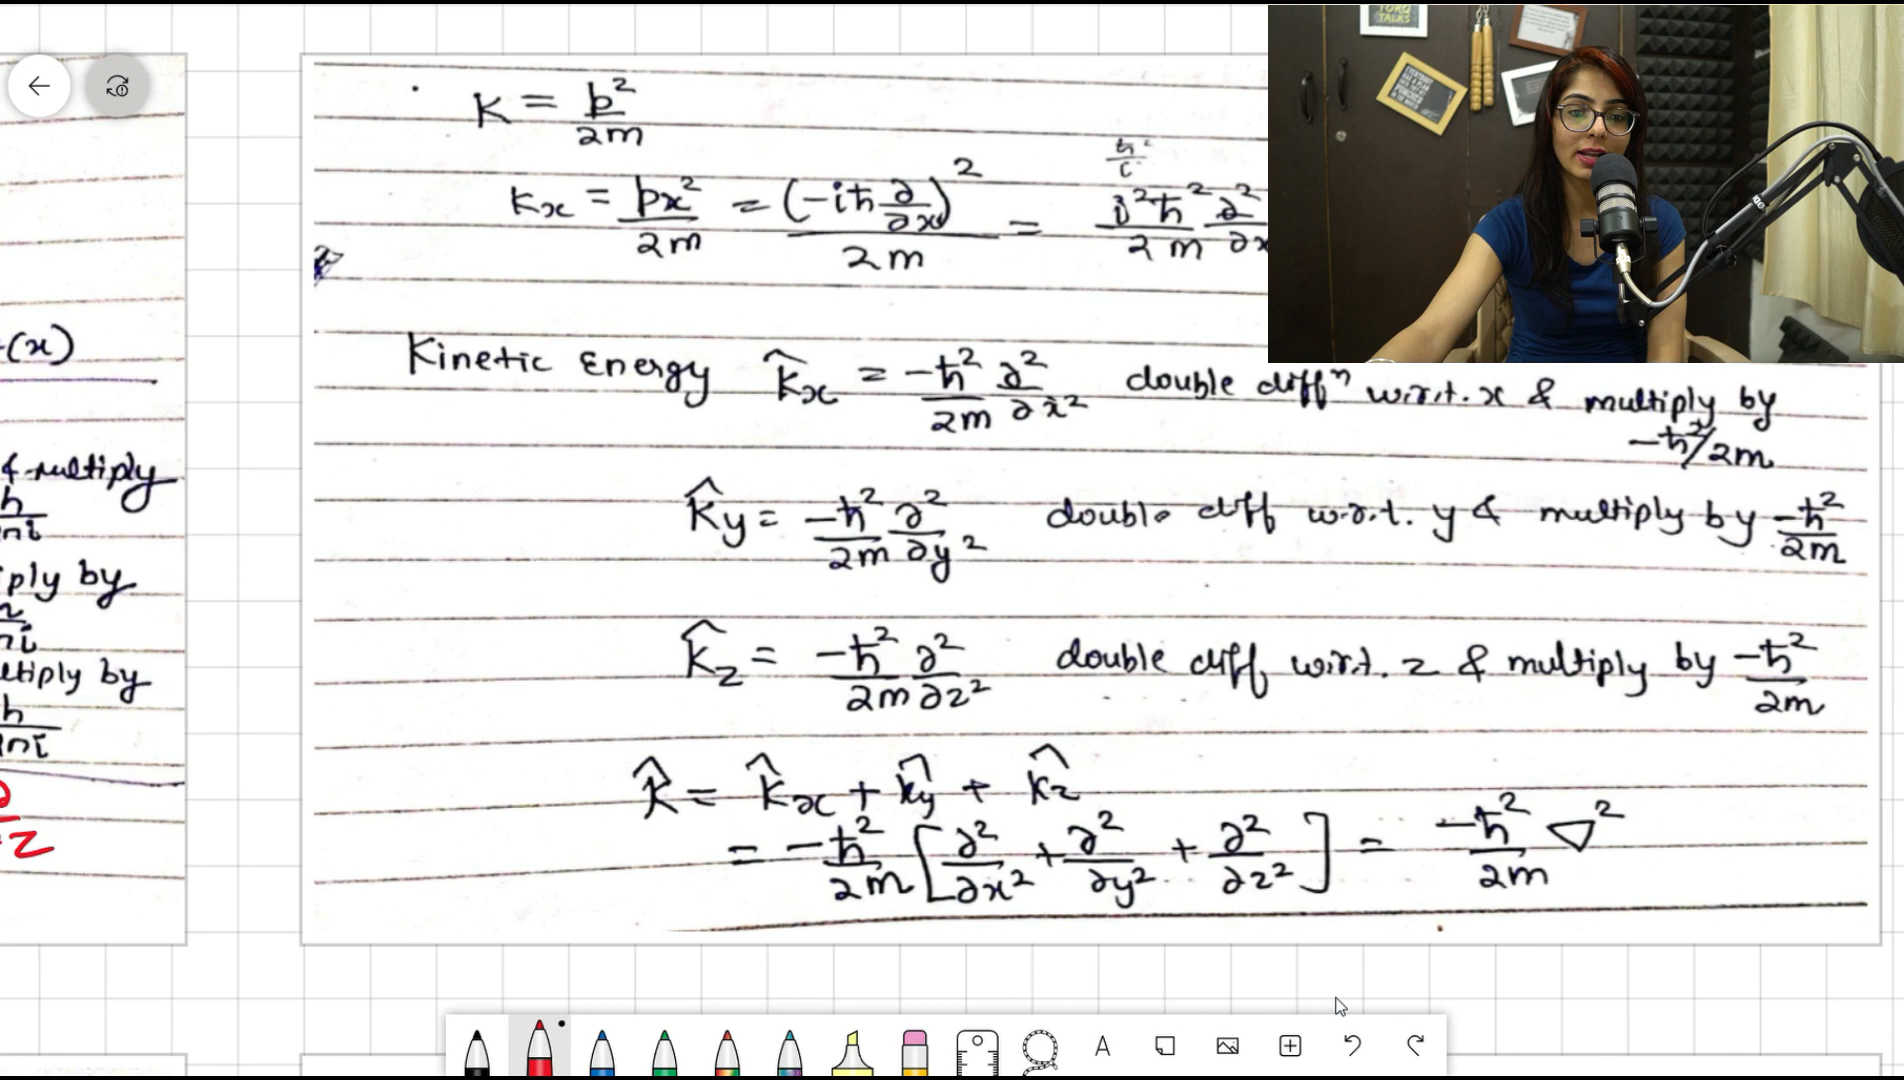 K = p²/2m
Kx = px²/2m = (-iħ ∂/∂x)²/2m = i²ħ²/2m ∂²/∂x
Kinetic Energy K̂x = -ħ²/2m ∂²/∂x² double diffⁿ w.r.t. x & multiply by
-ħ²/2m
K̂y = -ħ²/2m ∂²/∂y² double diff w.r.t. y & multiply by -ħ²/2m
K̂z = -ħ²/2m ∂²/∂z² double diff w.r.t. z & multiply by -ħ²/2m
K̂ = K̂x + K̂y + K̂z
= -ħ²/2m [∂²/∂x² + ∂²/∂y² + ∂²/∂z²] = -ħ²/2m ∇²
(x)
& multiply
by
multiply by
A